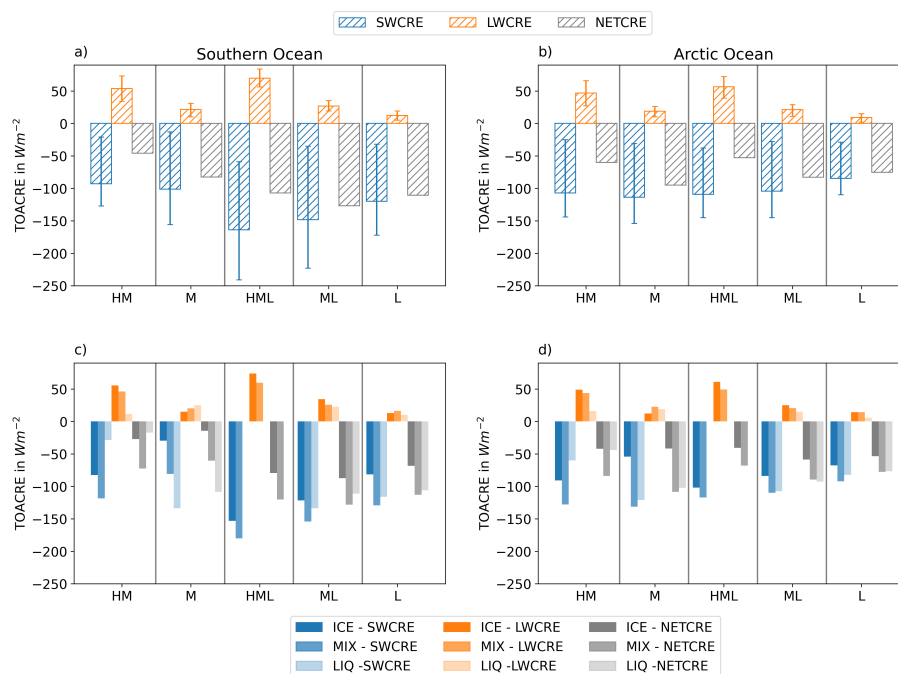 SWCRE LWCRE NETCRE
a) Southern Ocean
b) Arctic Ocean
TOACRE in Wm⁻²
50
0
−50
−100
−150
−200
−250
HM M HML ML L
TOACRE in Wm⁻²
50
0
−50
−100
−150
−200
−250
HM M HML ML L
c)
d)
TOACRE in Wm⁻²
50
0
−50
−100
−150
−200
−250
HM M HML ML L
TOACRE in Wm⁻²
50
0
−50
−100
−150
−200
−250
HM M HML ML L
ICE - SWCRE ICE - LWCRE ICE - NETCRE
MIX - SWCRE MIX - LWCRE MIX - NETCRE
LIQ -SWCRE LIQ -LWCRE LIQ -NETCRE